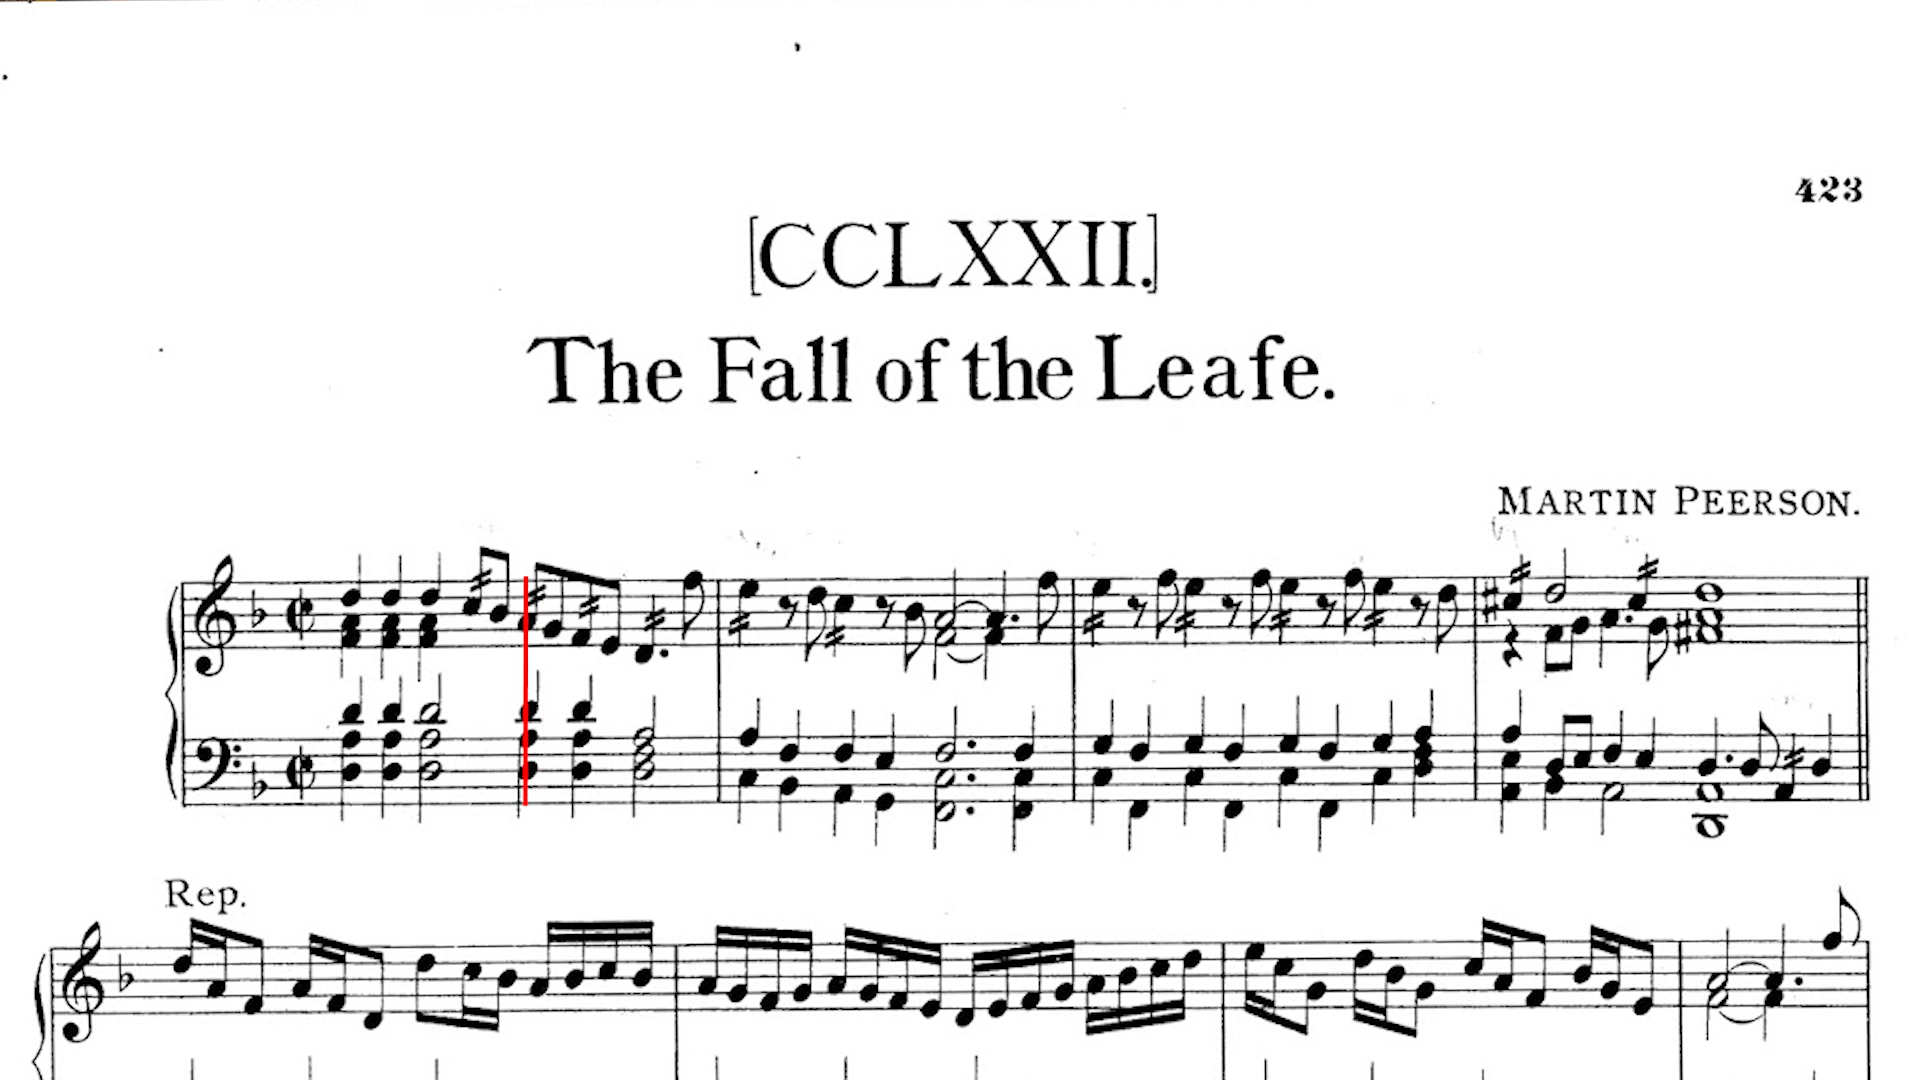 423
[CCLXXII.]
The Fall of the Leafe.
MARTIN PEERSON.
Rep.